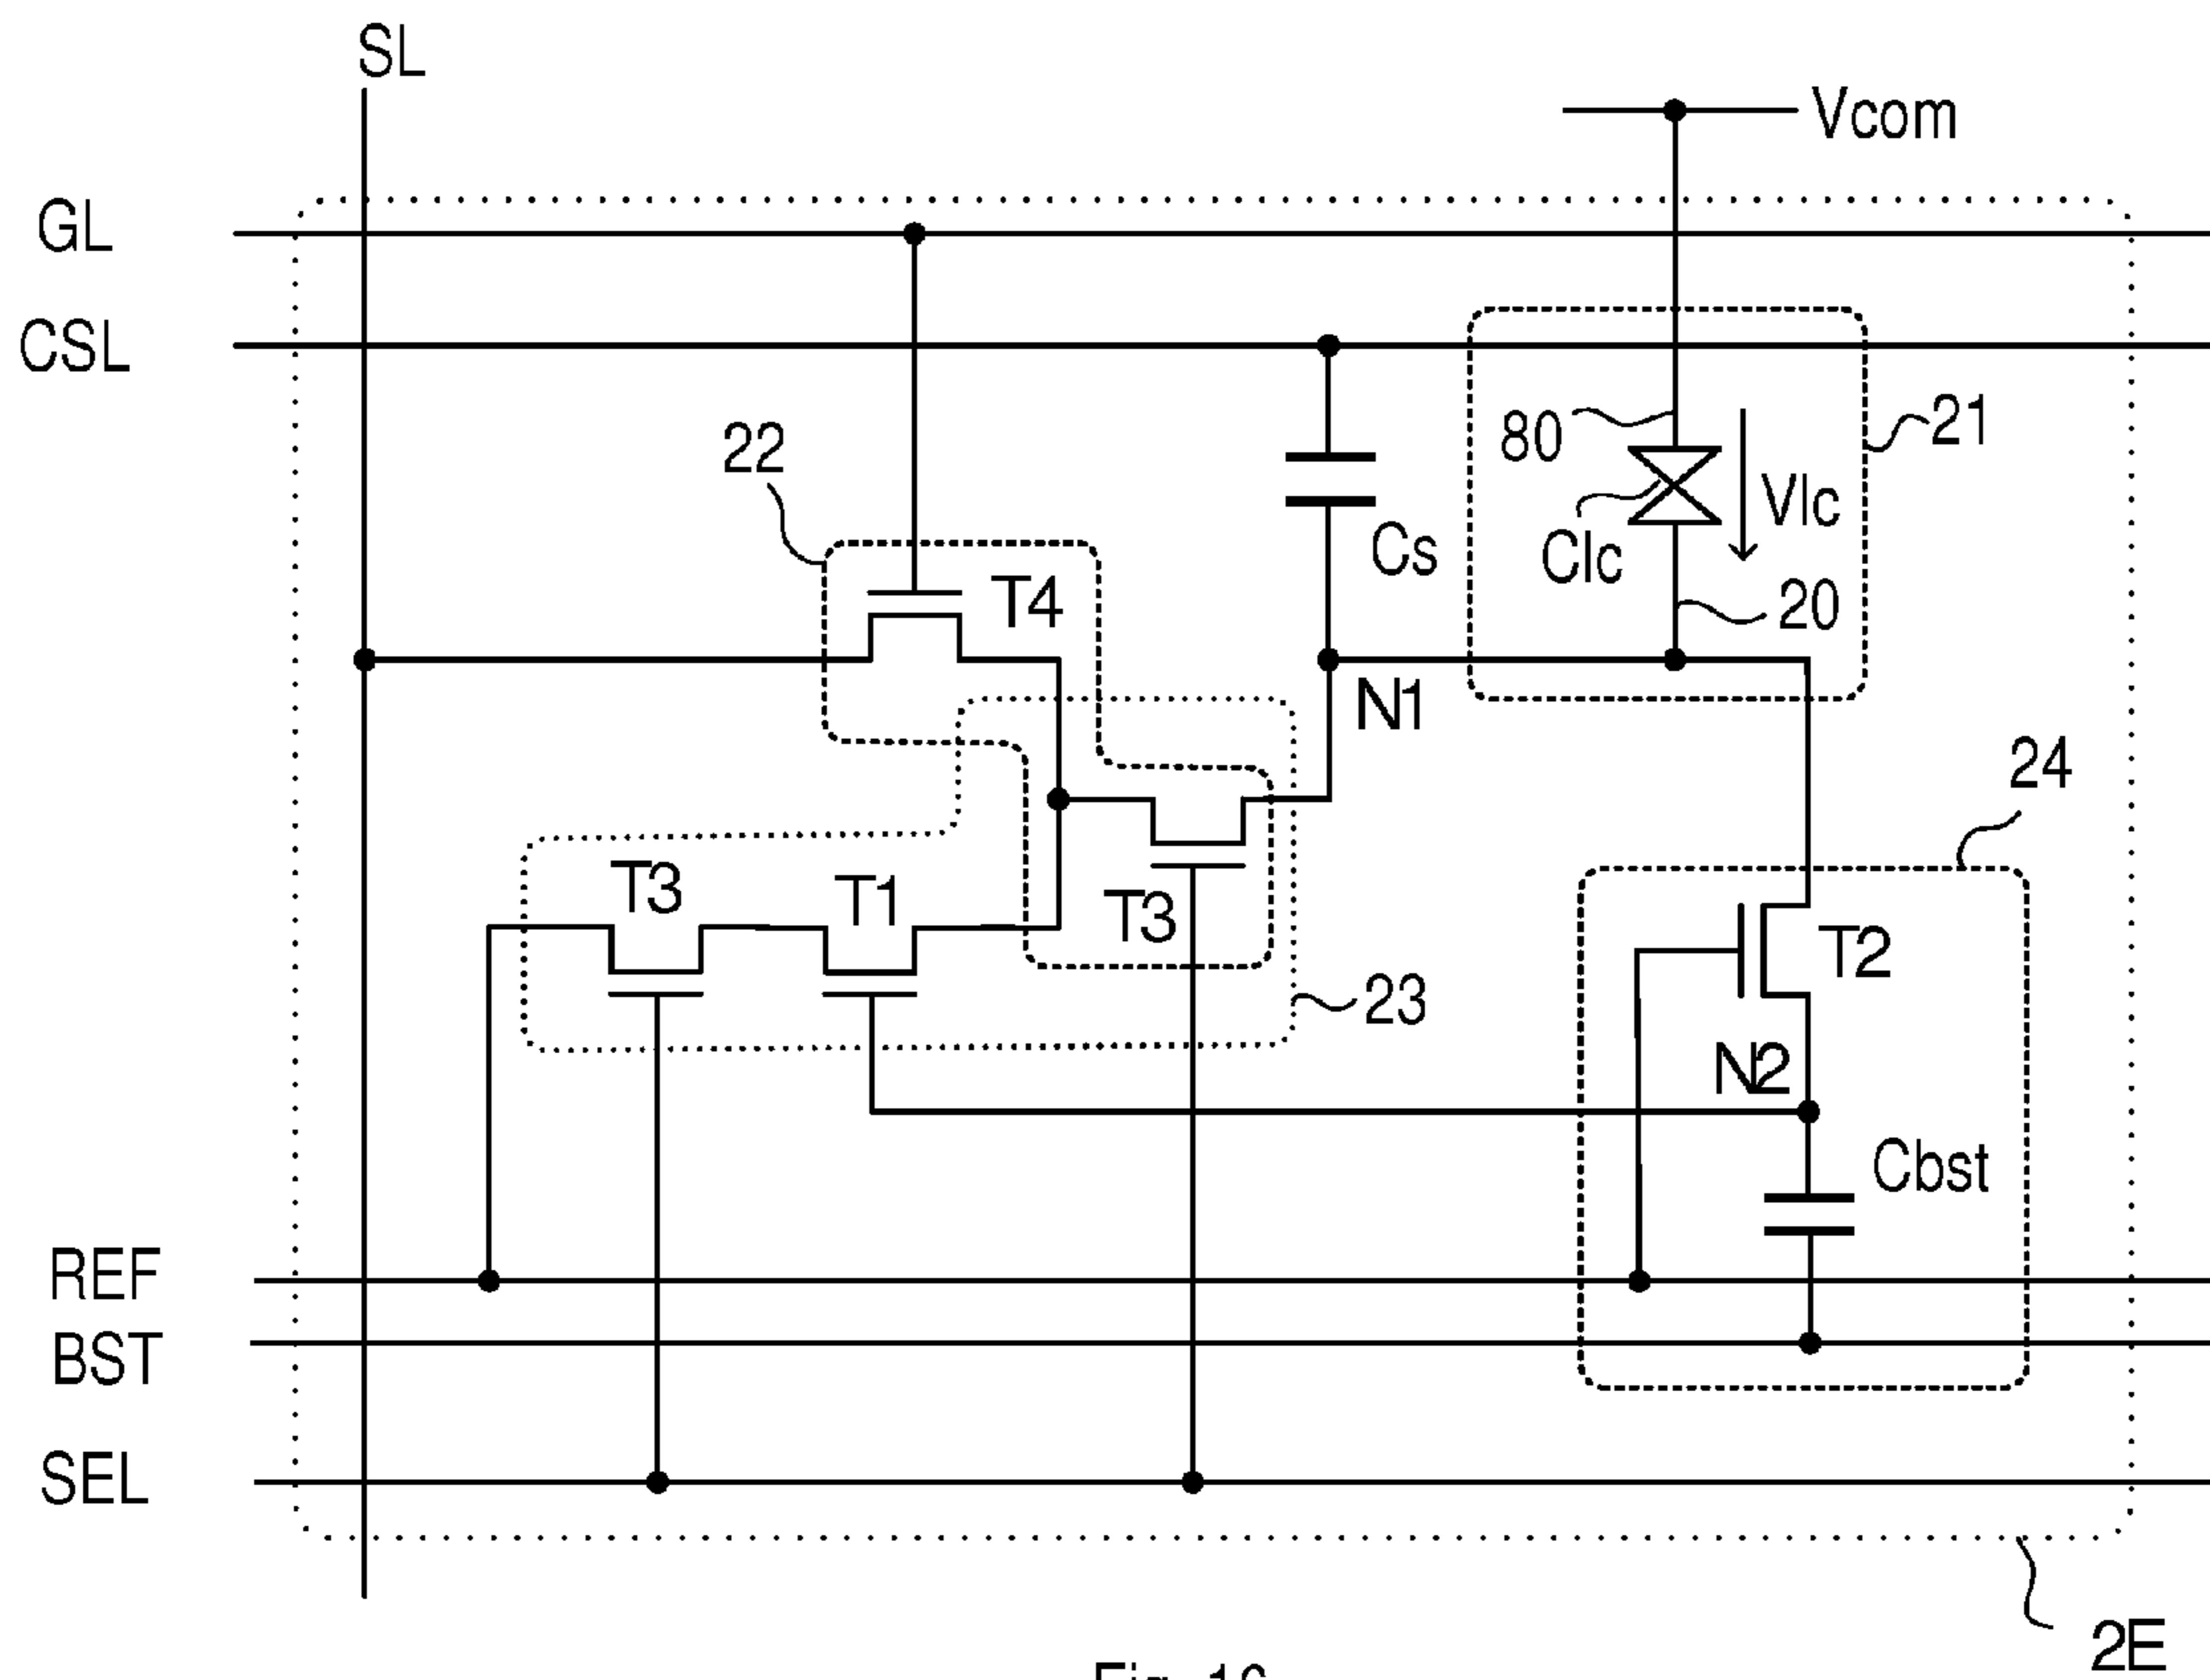 SL
Vcom
GL
CSL
22
80
21
Vlc
Clc
Cs
T4
20
N1
24
T3
T1
T3
T2
23
N2
Cbst
REF
BST
SEL
2E